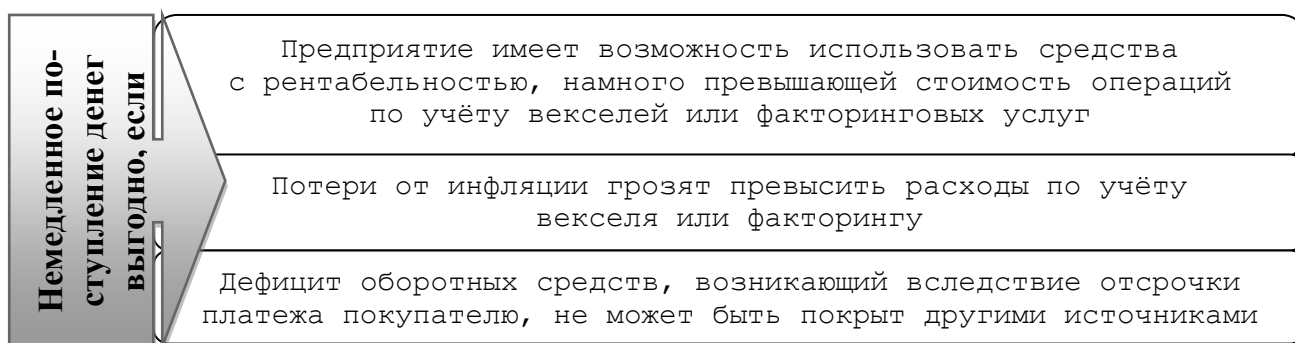 Немедленное по-
ступление денег
выгодно, если
Предприятие имеет возможность использовать средства
с рентабельностью, намного превышающей стоимость операций
по учёту векселей или факторинговых услуг
Потери от инфляции грозят превысить расходы по учёту
векселя или факторингу
Дефицит оборотных средств, возникающий вследствие отсрочки
платежа покупателю, не может быть покрыт другими источниками